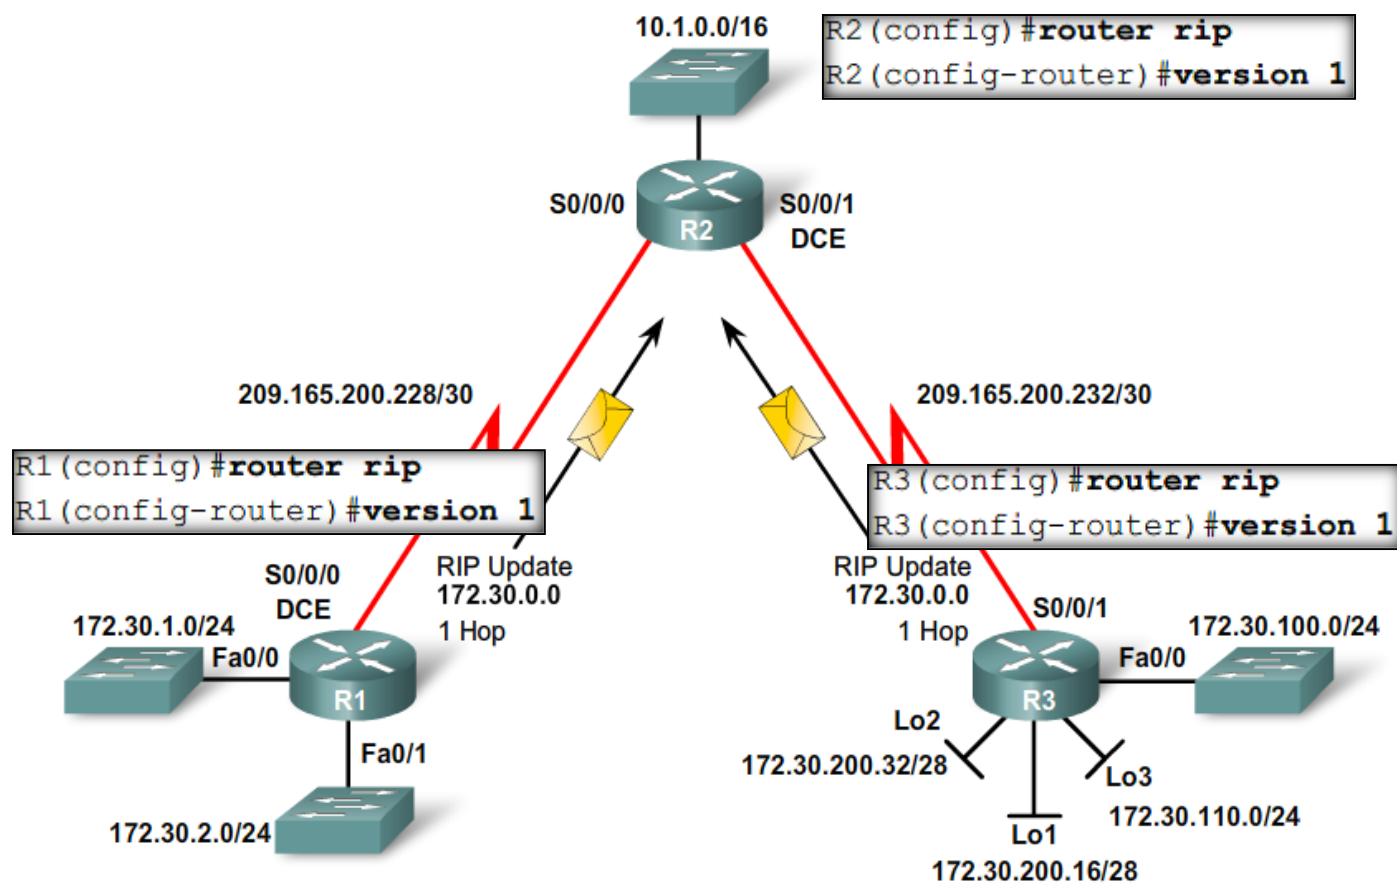 10.1.0.0/16
R2(config)#router rip
R2(config-router)#version 1
S0/0/0
R2
S0/0/1
DCE
209.165.200.228/30
209.165.200.232/30
R1(config)#router rip
R1(config-router)#version 1
R3(config)#router rip
R3(config-router)#version 1
RIP Update
172.30.0.0
1 Hop
RIP Update
172.30.0.0
1 Hop
S0/0/0
DCE
172.30.1.0/24
Fa0/0
R1
Fa0/1
172.30.2.0/24
S0/0/1
172.30.100.0/24
Fa0/0
R3
Lo2
172.30.200.32/28
Lo3
172.30.110.0/24
Lo1
172.30.200.16/28